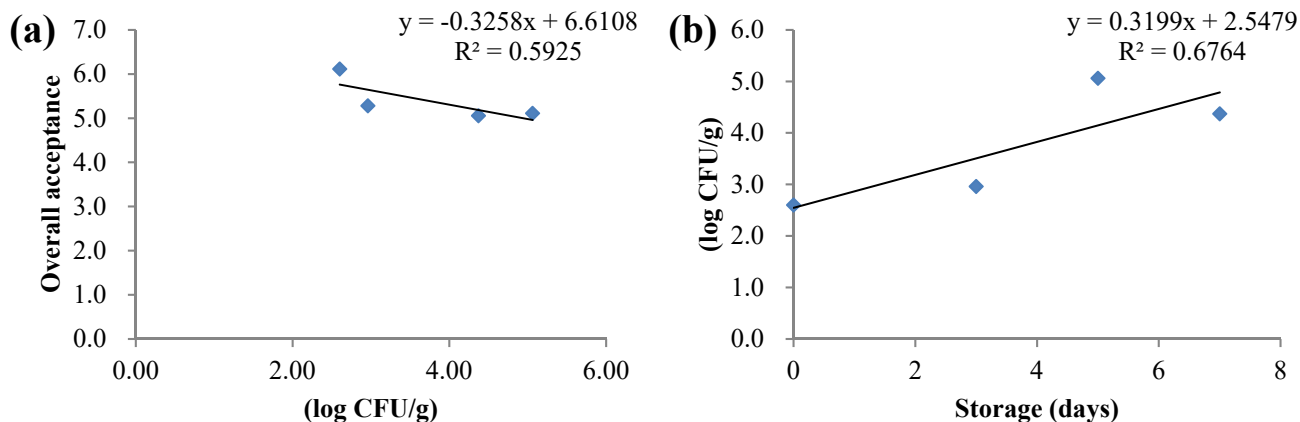 (a)
y = -0.3258x + 6.6108
R² = 0.5925
Overall acceptance
7.0
6.0
5.0
4.0
3.0
2.0
1.0
0.0
0.00 2.00 4.00 6.00
(log CFU/g)
(b)
y = 0.3199x + 2.5479
R² = 0.6764
(log CFU/g)
6.0
5.0
4.0
3.0
2.0
1.0
0.0
0 2 4 6 8
Storage (days)